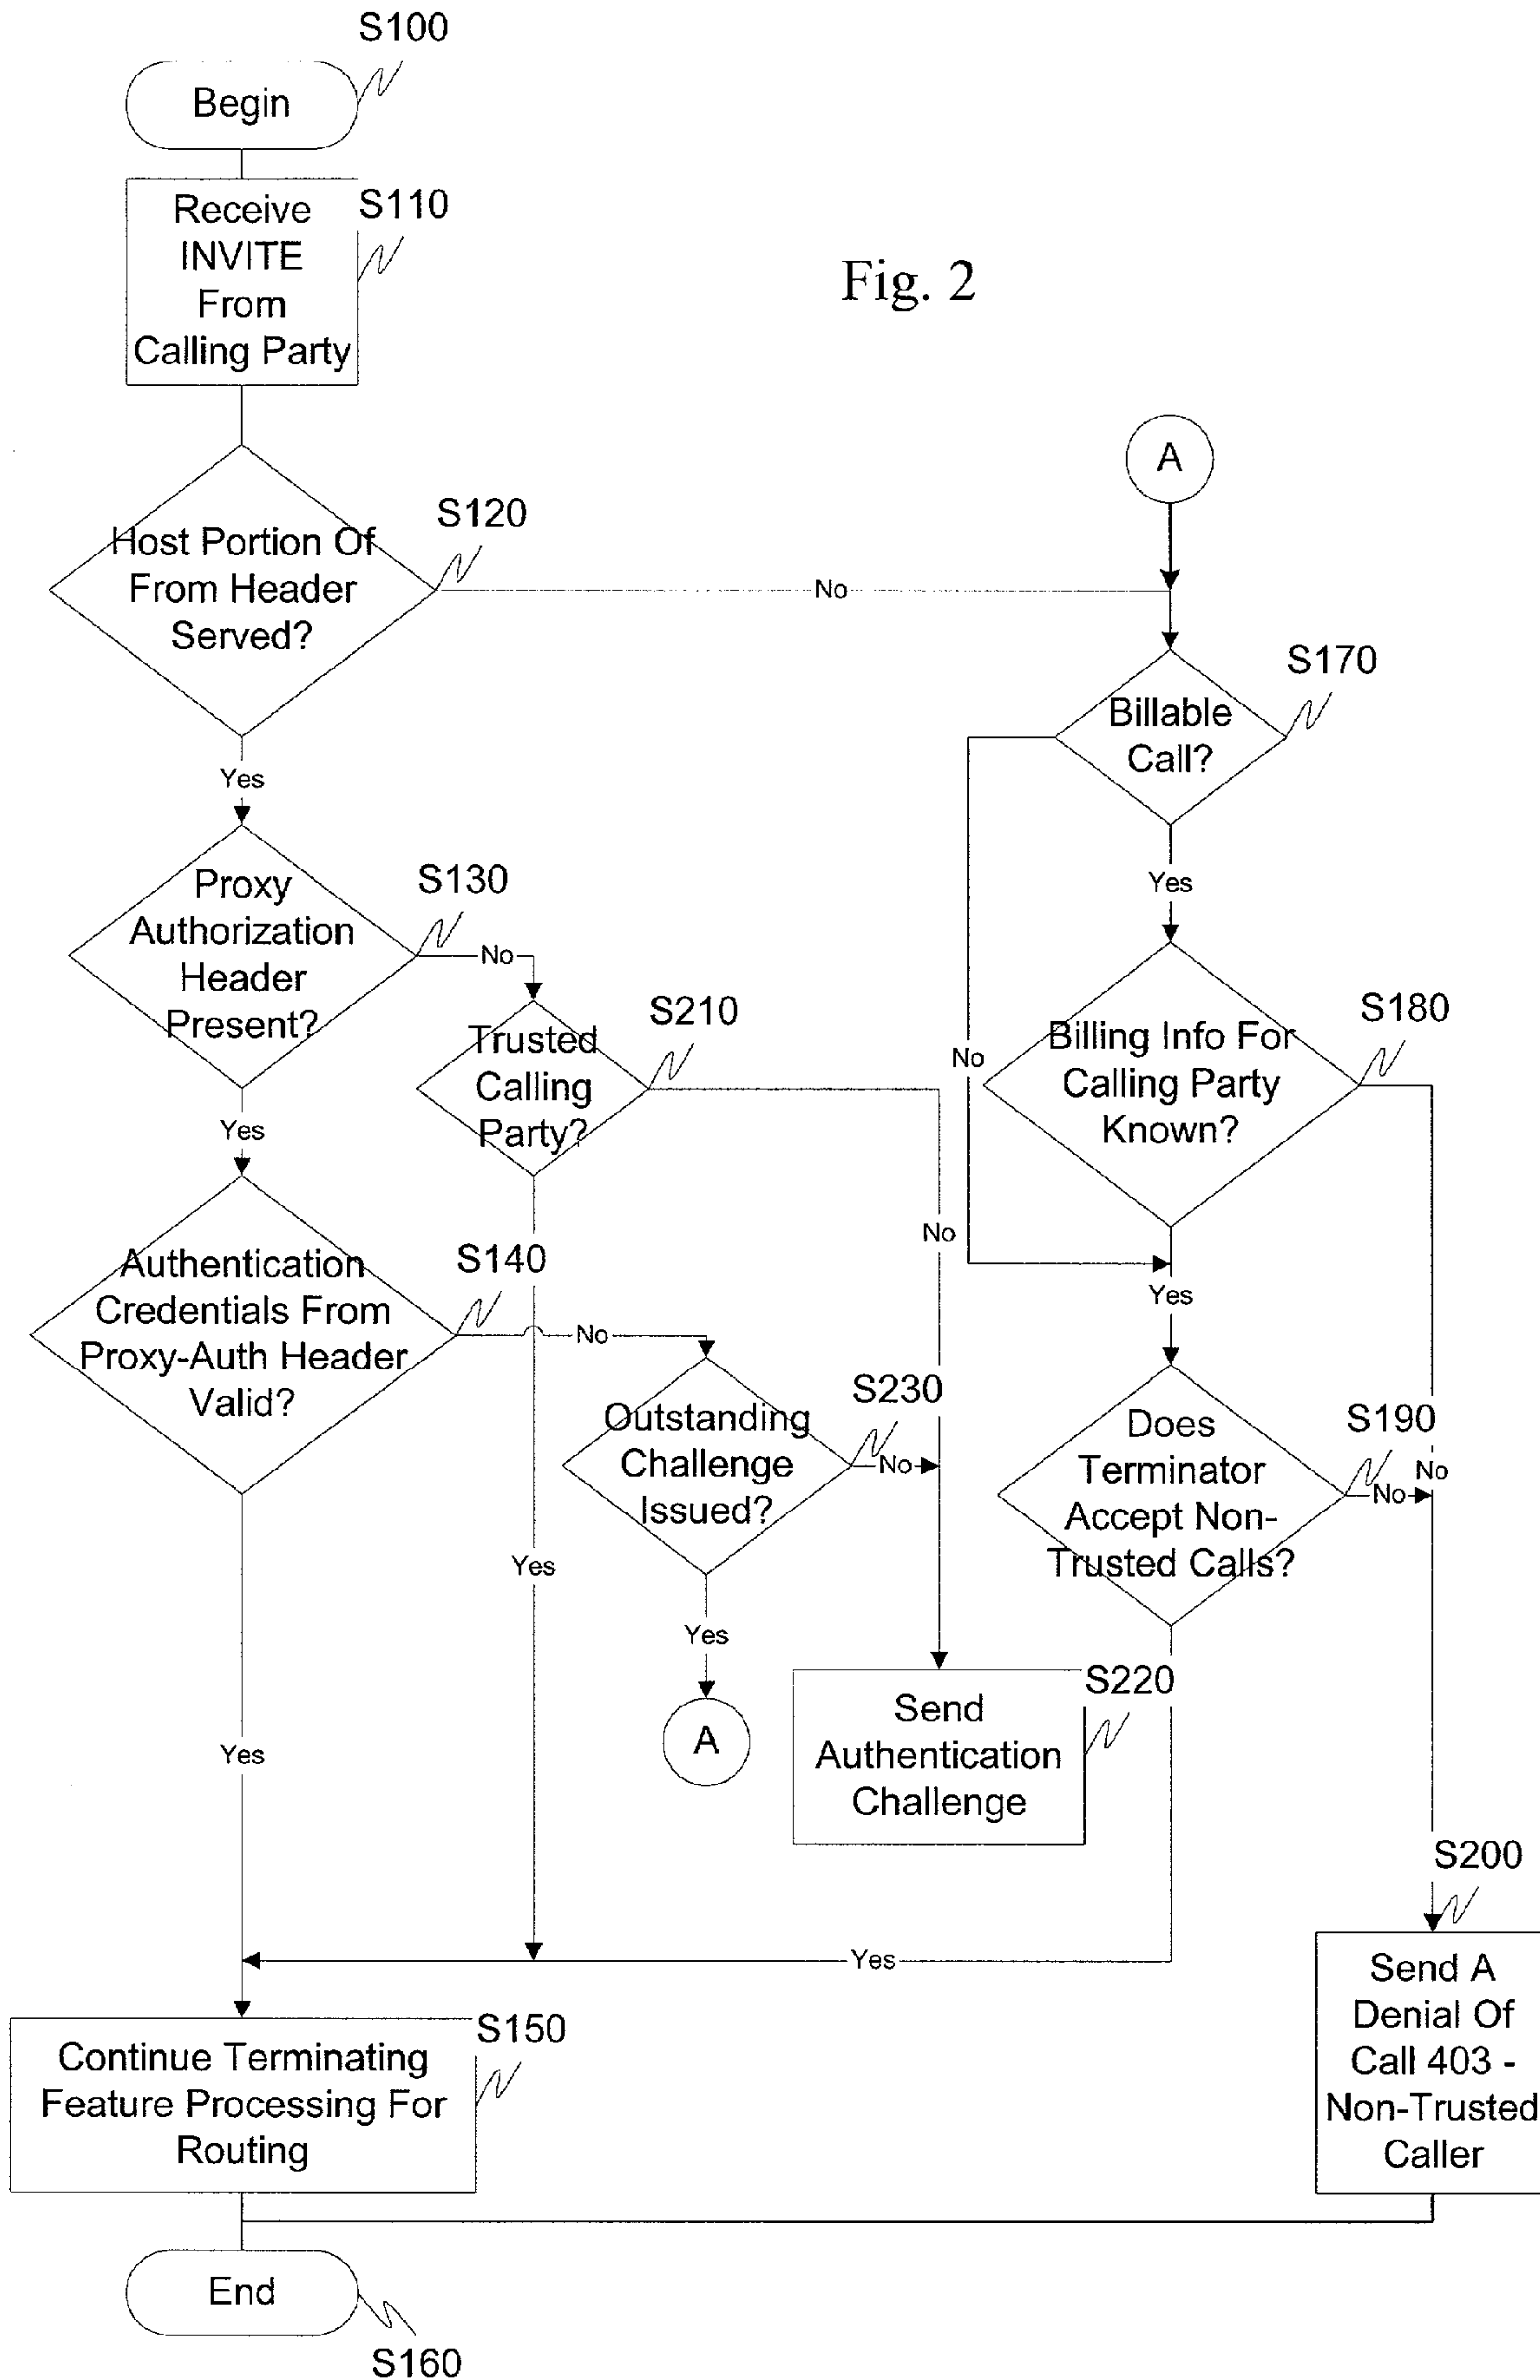 S100
Begin
S110
Receive
INVITE
From
Calling Party
Fig. 2
A
S120
Host Portion Of
From Header
Served?
No
S170
Billable
Call?
Yes
Yes
S130
Proxy
Authorization
Header
Present?
No
S210
Trusted
Calling
Party?
S180
Billing Info For
Calling Party
Known?
No
Yes
No
S140
Authentication
Credentials From
Proxy-Auth Header
Valid?
No
Yes
S230
Outstanding
Challenge
Issued?
No
S190
Does
Terminator
Accept Non-
Trusted Calls?
No
No
Yes
Yes
A
S220
Send
Authentication
Challenge
Yes
S200
Send A
Denial Of
Call 403 -
Non-Trusted
Caller
Yes
S150
Continue Terminating
Feature Processing For
Routing
End
S160